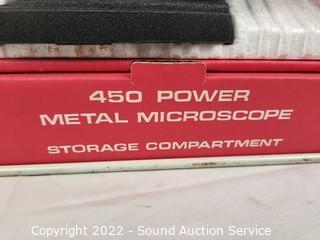 450 POWER
METAL MICROSCOPE
STORAGE COMPARTMENT
Copyright 2022 - Sound Auction Service